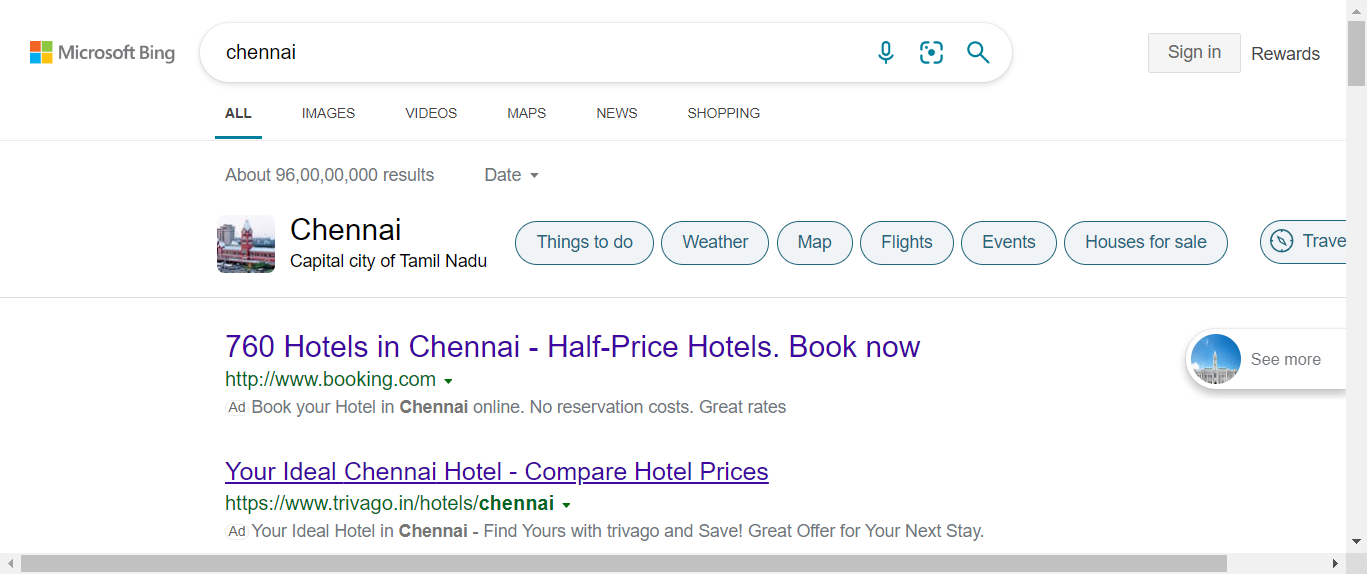 Microsoft Bing
chennai
Sign in
Rewards
ALL IMAGES VIDEOS MAPS NEWS SHOPPING
About 96,00,00,000 results Date
Chennai
Capital city of Tamil Nadu
Things to do Weather Map Flights Events Houses for sale Trave
760 Hotels in Chennai - Half-Price Hotels. Book now
http://www.booking.com
Ad Book your Hotel in Chennai online. No reservation costs. Great rates
See more
Your Ideal Chennai Hotel - Compare Hotel Prices
https://www.trivago.in/hotels/chennai
Ad Your Ideal Hotel in Chennai - Find Yours with trivago and Save! Great Offer for Your Next Stay.